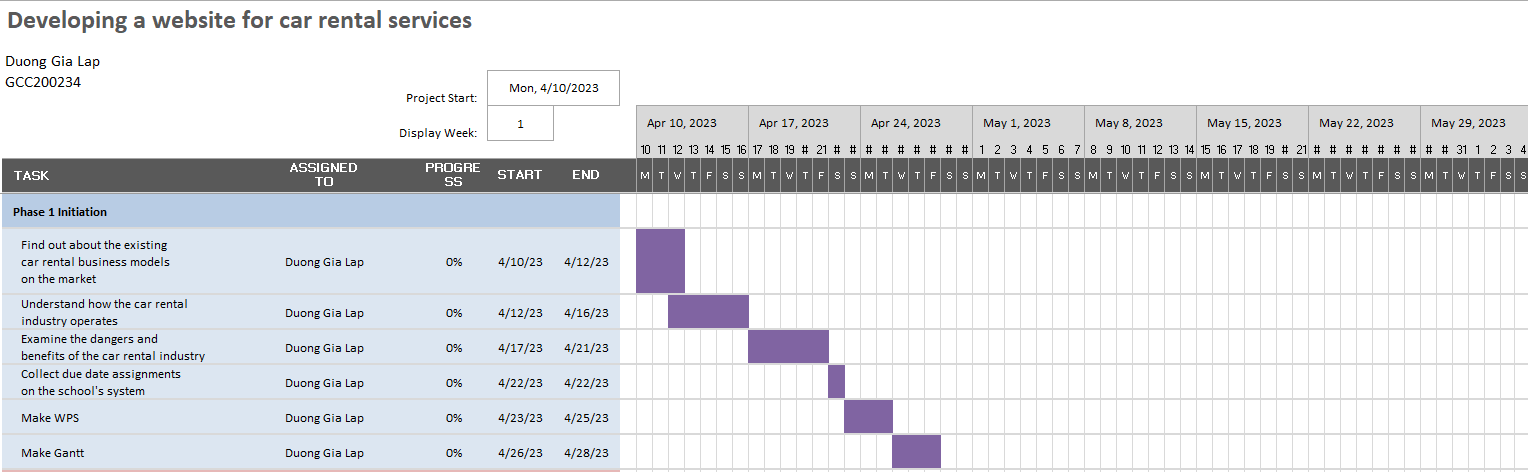 Developing a website for car rental services
Duong Gia Lap
GCC200234
Project Start: Mon, 4/10/2023
Display Week: 1
Apr 10, 2023 Apr 17, 2023 Apr 24, 2023 May 1, 2023 May 8, 2023 May 15, 2023 May 22, 2023 May 29, 2023
10 11 12 13 14 15 16 17 18 19 # 21 # # # # # # # # # 1 2 3 4 5 6 7 8 9 10 11 12 13 14 15 16 17 18 19 # 21 # # # # # # # # # 31 1 2 3 4
TASK ASSIGNED TO PROGRESS START END M T W T F S S M T W T F S S M T W T F S S M T W T F S S M T W T F S S M T W T F S S M T W T F S S M T W T F S S
Phase 1 Initiation
Find out about the existing
car rental business models
on the market
Duong Gia Lap 0% 4/10/23 4/12/23
Understand how the car rental
industry operates
Duong Gia Lap 0% 4/12/23 4/16/23
Examine the dangers and
benefits of the car rental industry
Duong Gia Lap 0% 4/17/23 4/21/23
Collect due date assignments
on the school's system
Duong Gia Lap 0% 4/22/23 4/22/23
Make WPS Duong Gia Lap 0% 4/23/23 4/25/23
Make Gantt Duong Gia Lap 0% 4/26/23 4/28/23